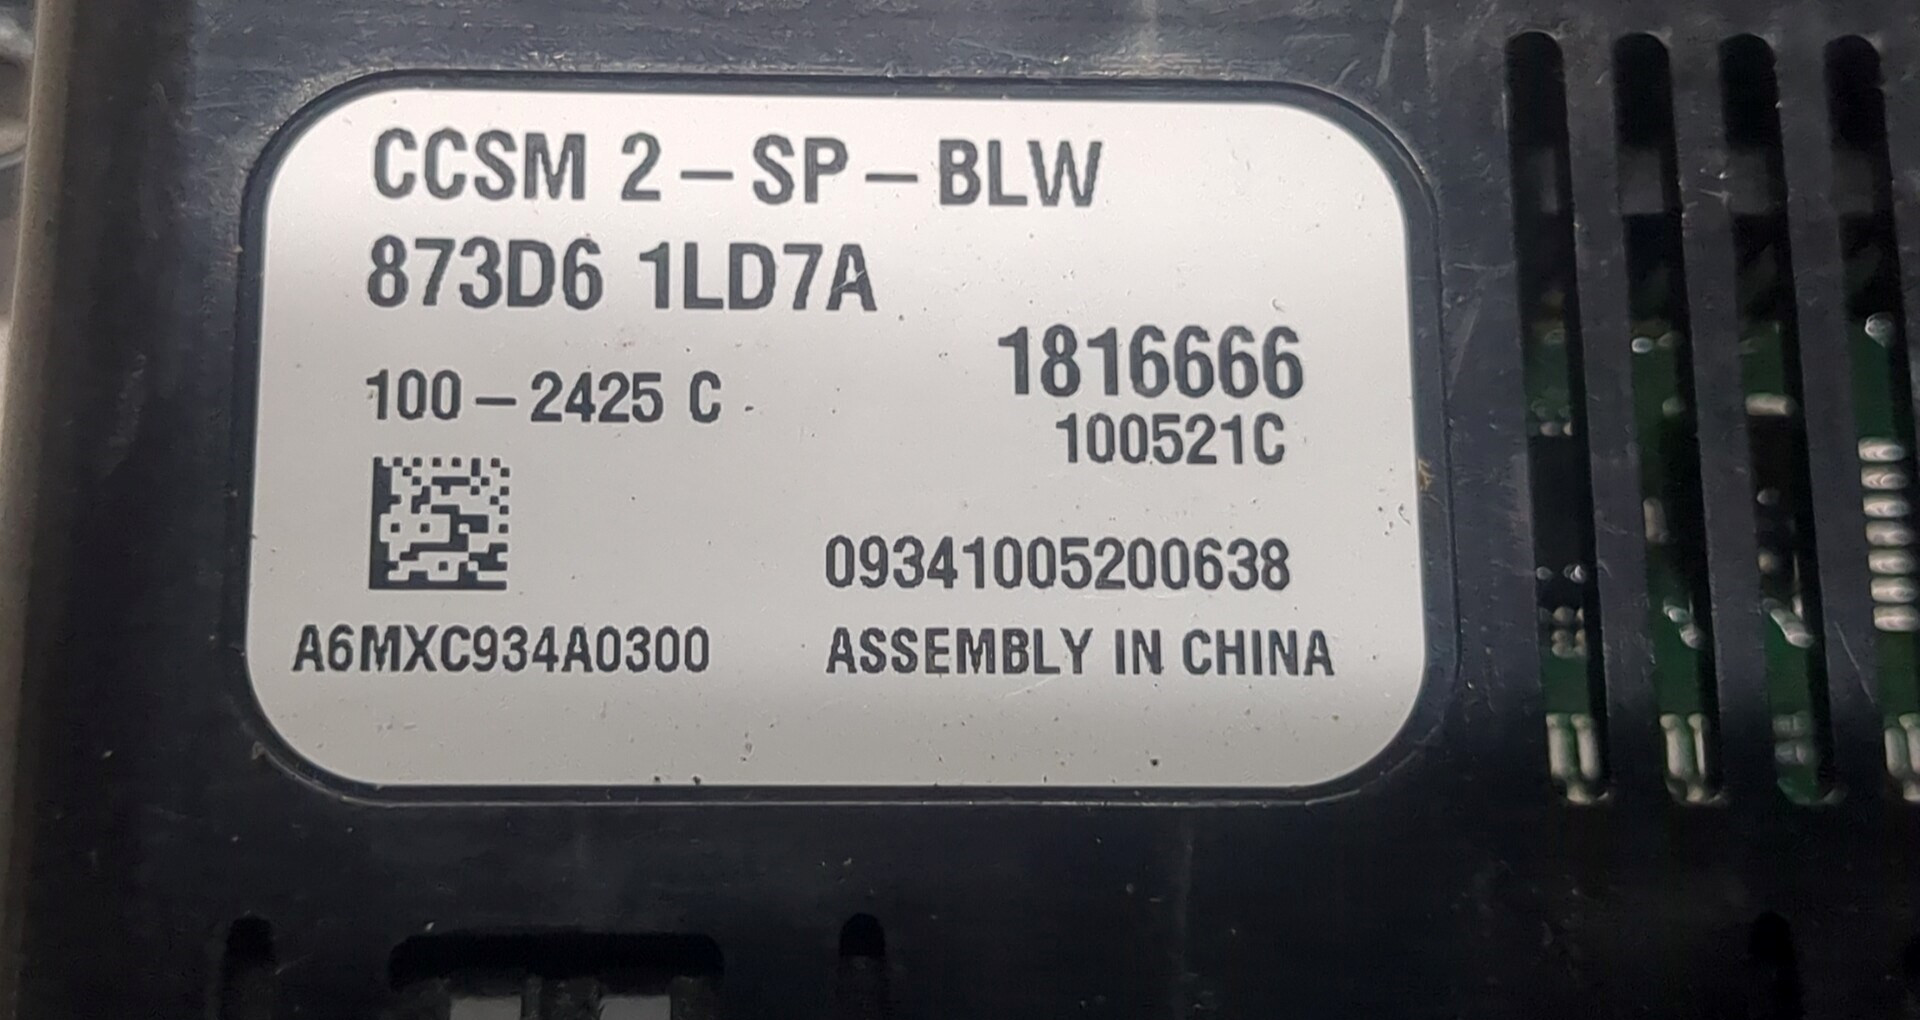 CCSM 2-SP-BLW
873D6 1LD7A
1816666
100-2425 C
100521C
09341005200638
A6MXC934A0300 ASSEMBLY IN CHINA